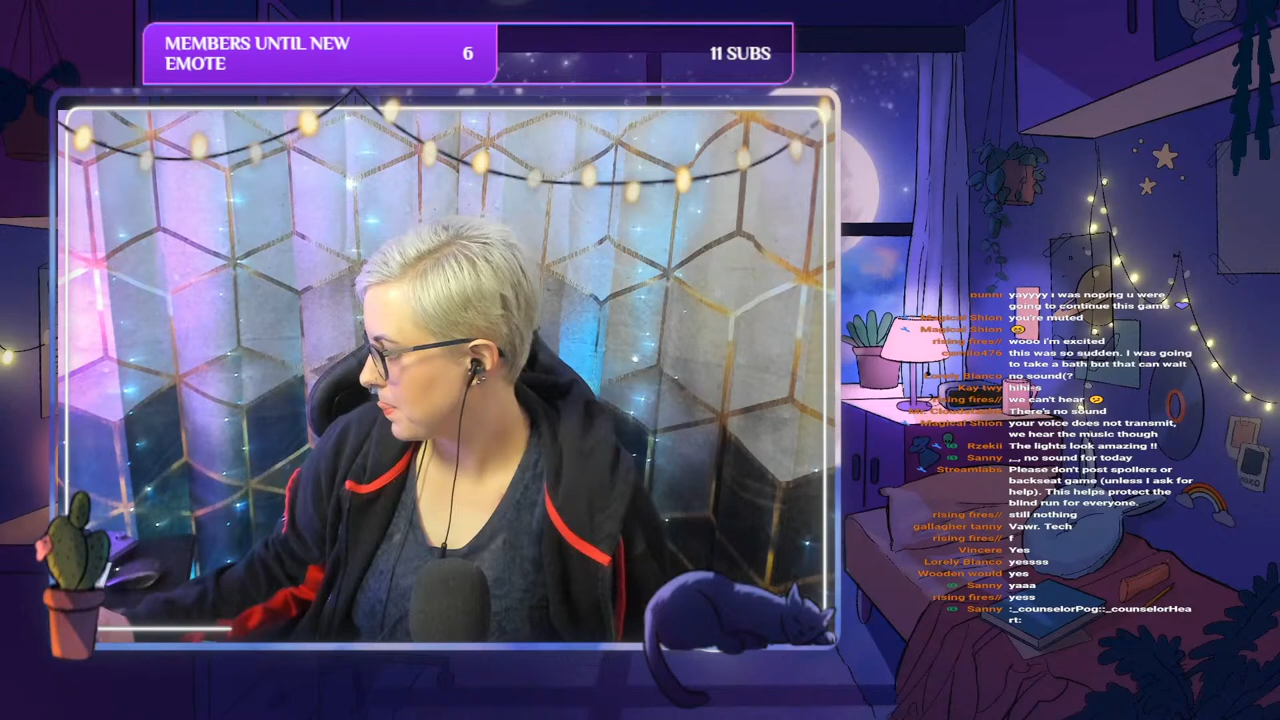 MEMBERS UNTIL NEW
EMOTE
6
11 SUBS
yayyyy i was hoping u were
going to continue this game
Magical Shion you're muted
Magical Shion
rising fires// wooo i'm excited
this was so sudden. I was going
to take a bath but that can wait
Lorely Blanco no sound(?
Kay twy hihies
rising fires// we can't hear
There's no sound
Magical Shion your voice does not transmit,
we hear the music though
Rzekii The lights look amazing !!
Sanny no sound for today
Streamlabs Please don't post spoilers or
backseat game (unless I ask for
help). This helps protect the
blind run for everyone.
rising fires// still nothing
gallagher tanny Vawr. Tech
rising fires// f
Vincere Yes
Lorely Blanco yessss
Wooden would yes
Sanny yaaa
rising fires// yess
Sanny :_counselorPog::_counselorHea
rt: